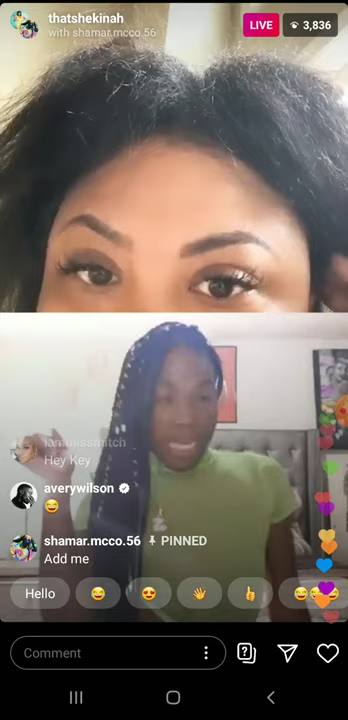 thatshekinah
with shamar.mcco.56
LIVE
3,836
iammissmitch
Hey Key
averywilson
😂
shamar.mcco.56 PINNED
Add me
Hello 😂 😍 👋 👍 😂😂😂
Comment